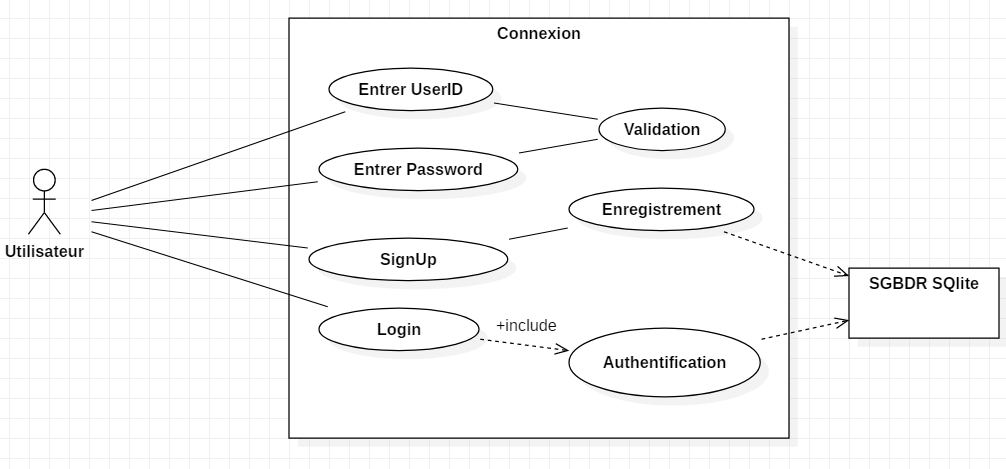 Connexion
Entrer UserID
Validation
Entrer Password
Enregistrement
Utilisateur
SignUp
SGBDR SQlite
Login
+include
Authentification